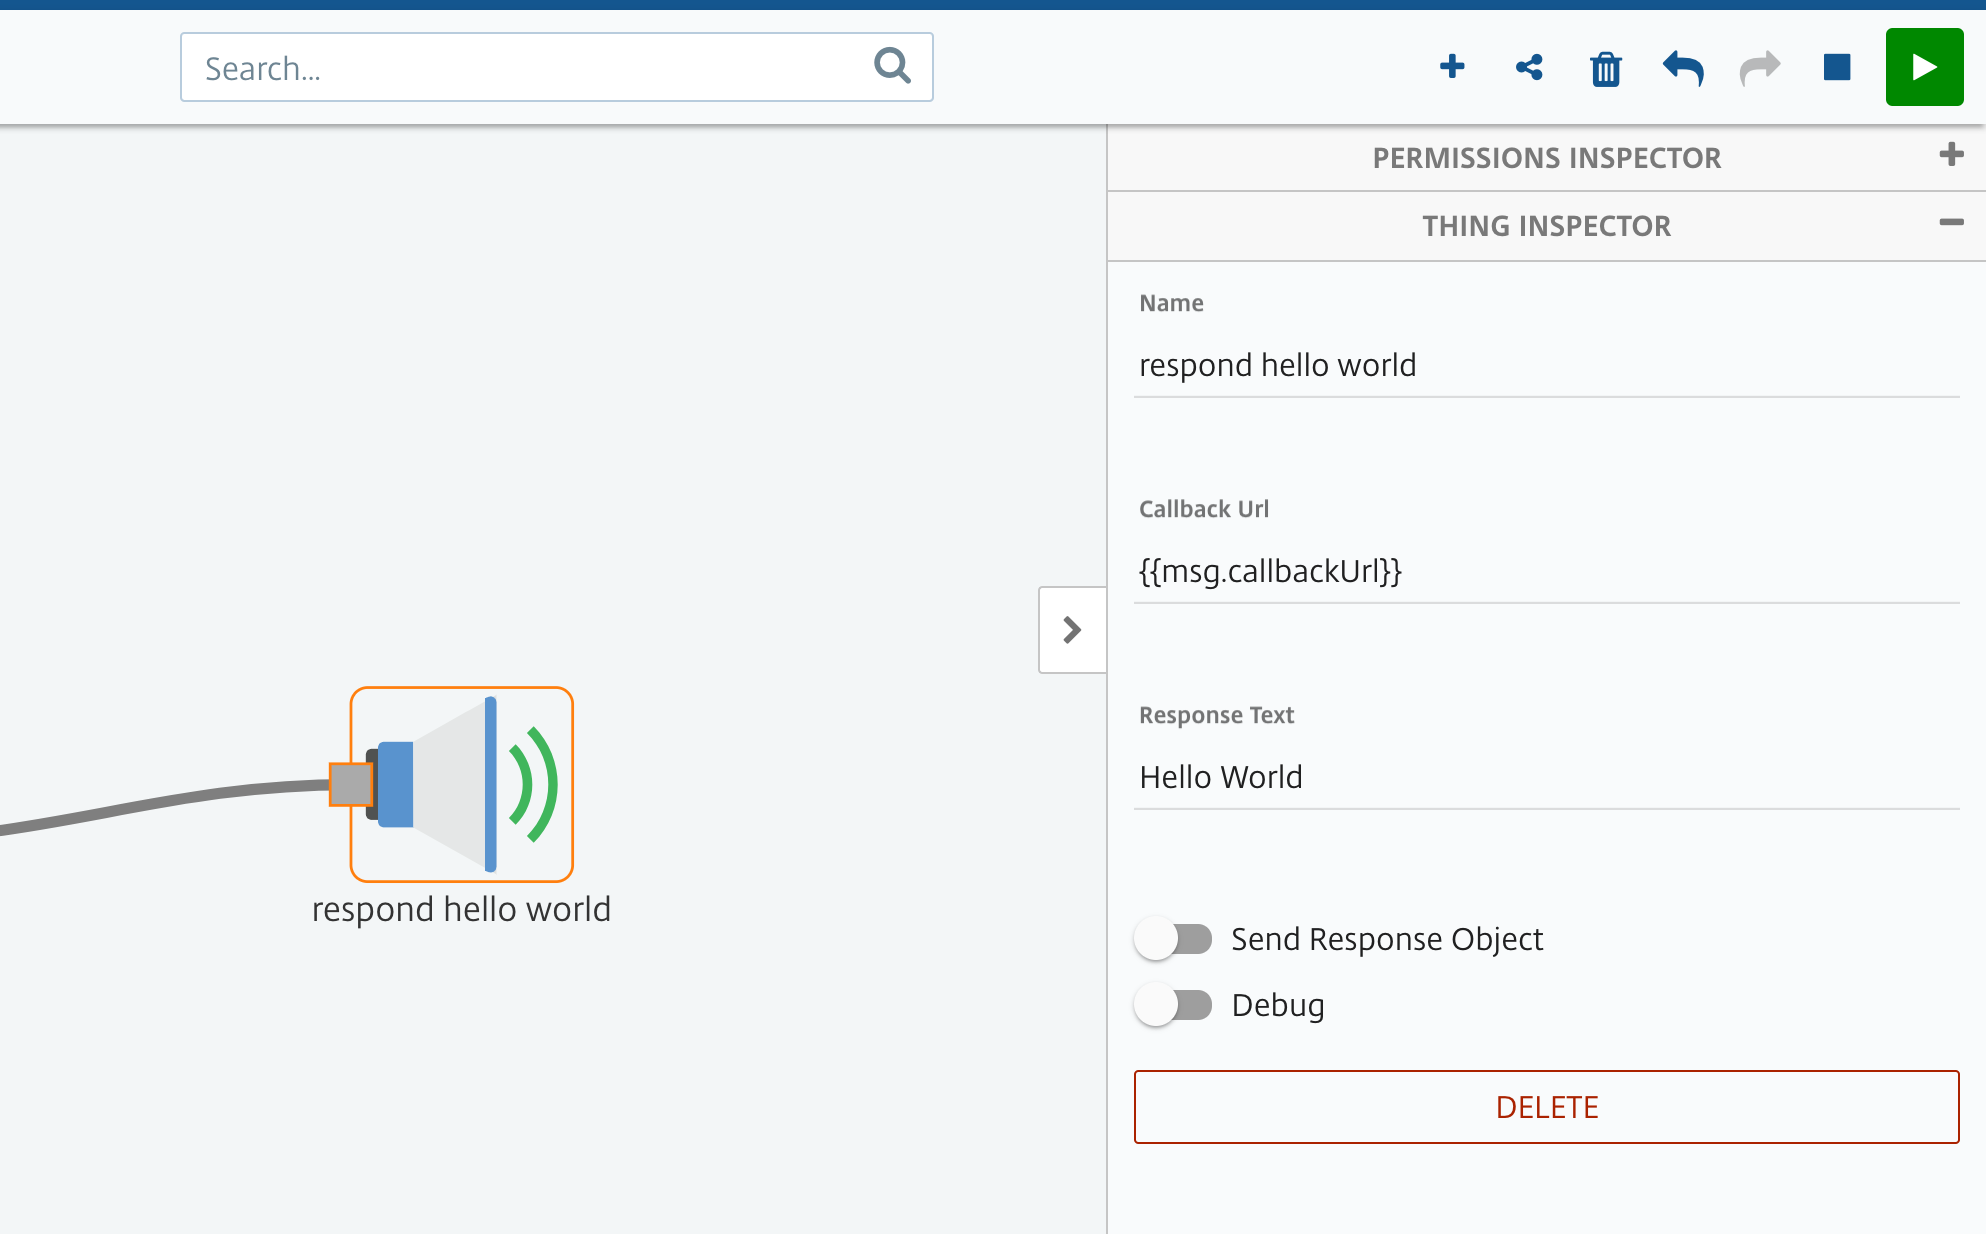 Search...
PERMISSIONS INSPECTOR
THING INSPECTOR
Name
respond hello world
Callback Url
{{msg.callbackUrl}}
Response Text
Hello World
respond hello world
Send Response Object
Debug
DELETE